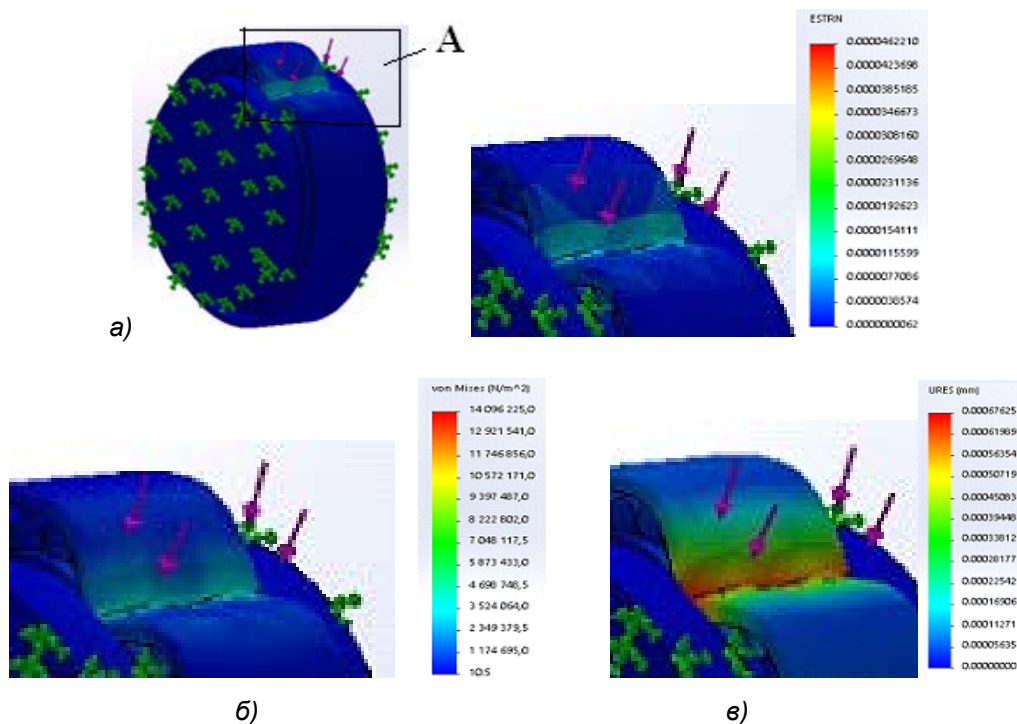 A
а)
ESTRN
0.0000462210
0.0000423698
0.0000385185
0.0000346673
0.0000308160
0.0000269648
0.0000231136
0.0000192623
0.0000154111
0.0000115599
0.0000077086
0.0000038574
0.0000000062
von Mises (N/m^2)
14 096 225,0
12 921 541,0
11 746 856,0
10 572 171,0
9 397 487,0
8 222 802,0
7 048 117,5
5 873 433,0
4 698 748,5
3 524 064,0
2 349 379,5
1 174 695,0
10,5
б)
URES (mm)
0.00067625
0.00061989
0.00056354
0.00050719
0.00045083
0.00039448
0.00033812
0.00028177
0.00022542
0.00016906
0.00011271
0.00005635
0.00000000
в)